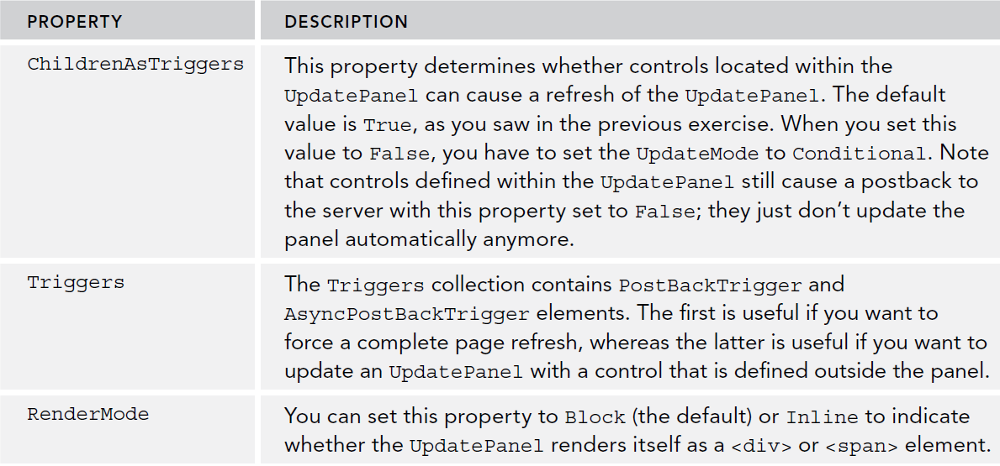 PROPERTY DESCRIPTION
ChildrenAsTriggers This property determines whether controls located within the
UpdatePanel can cause a refresh of the UpdatePanel. The default
value is True, as you saw in the previous exercise. When you set this
value to False, you have to set the UpdateMode to Conditional. Note
that controls defined within the UpdatePanel still cause a postback to
the server with this property set to False; they just don’t update the
panel automatically anymore.
Triggers The Triggers collection contains PostBackTrigger and
AsyncPostBackTrigger elements. The first is useful if you want to
force a complete page refresh, whereas the latter is useful if you want to
update an UpdatePanel with a control that is defined outside the panel.
RenderMode You can set this property to Block (the default) or Inline to indicate
whether the UpdatePanel renders itself as a <div> or <span> element.